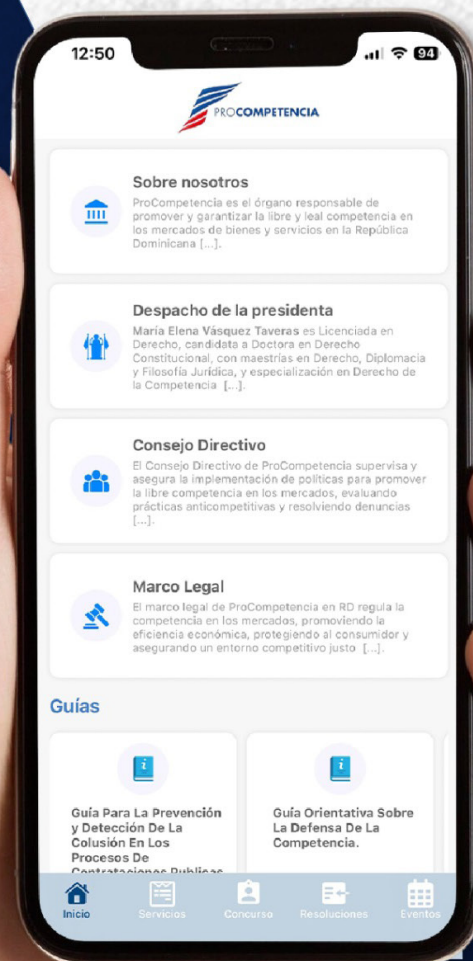 12:50
94
PROCOMPETENCIA
Sobre nosotros
ProCompetencia es el órgano responsable de
promover y garantizar la libre y leal competencia en
los mercados de bienes y servicios en la República
Dominicana [...].
Despacho de la presidenta
María Elena Vásquez Taveras es Licenciada en
Derecho, candidata a Doctora en Derecho
Constitucional, con maestrías en Derecho, Diplomacia
y Filosofía Jurídica, y especialización en Derecho de
la Competencia [...].
Consejo Directivo
El Consejo Directivo de ProCompetencia supervisa y
asegura la implementación de políticas para promover
la libre competencia en los mercados, evaluando
prácticas anticompetitivas y resolviendo denuncias
[...].
Marco Legal
El marco legal de ProCompetencia en RD regula la
competencia en los mercados, promoviendo la
eficiencia económica, protegiendo al consumidor y
asegurando un entorno competitivo justo [...].
Guías
Guía Para La Prevención
y Detección De La
Colusión En Los
Procesos De
Contrataciones Publicas
Guía Orientativa Sobre
La Defensa De La
Competencia.
Inicio
Servicios
Concurso
Resoluciones
Eventos